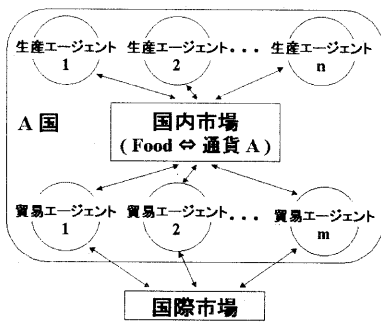 生産エージェント 生産エージェント 生産エージェント
1 2 ・・・ n
A 国
国内市場
( Food ⇔ 通貨 A )
貿易エージェント 貿易エージェント 貿易エージェント
1 2 ・・・ m
国際市場